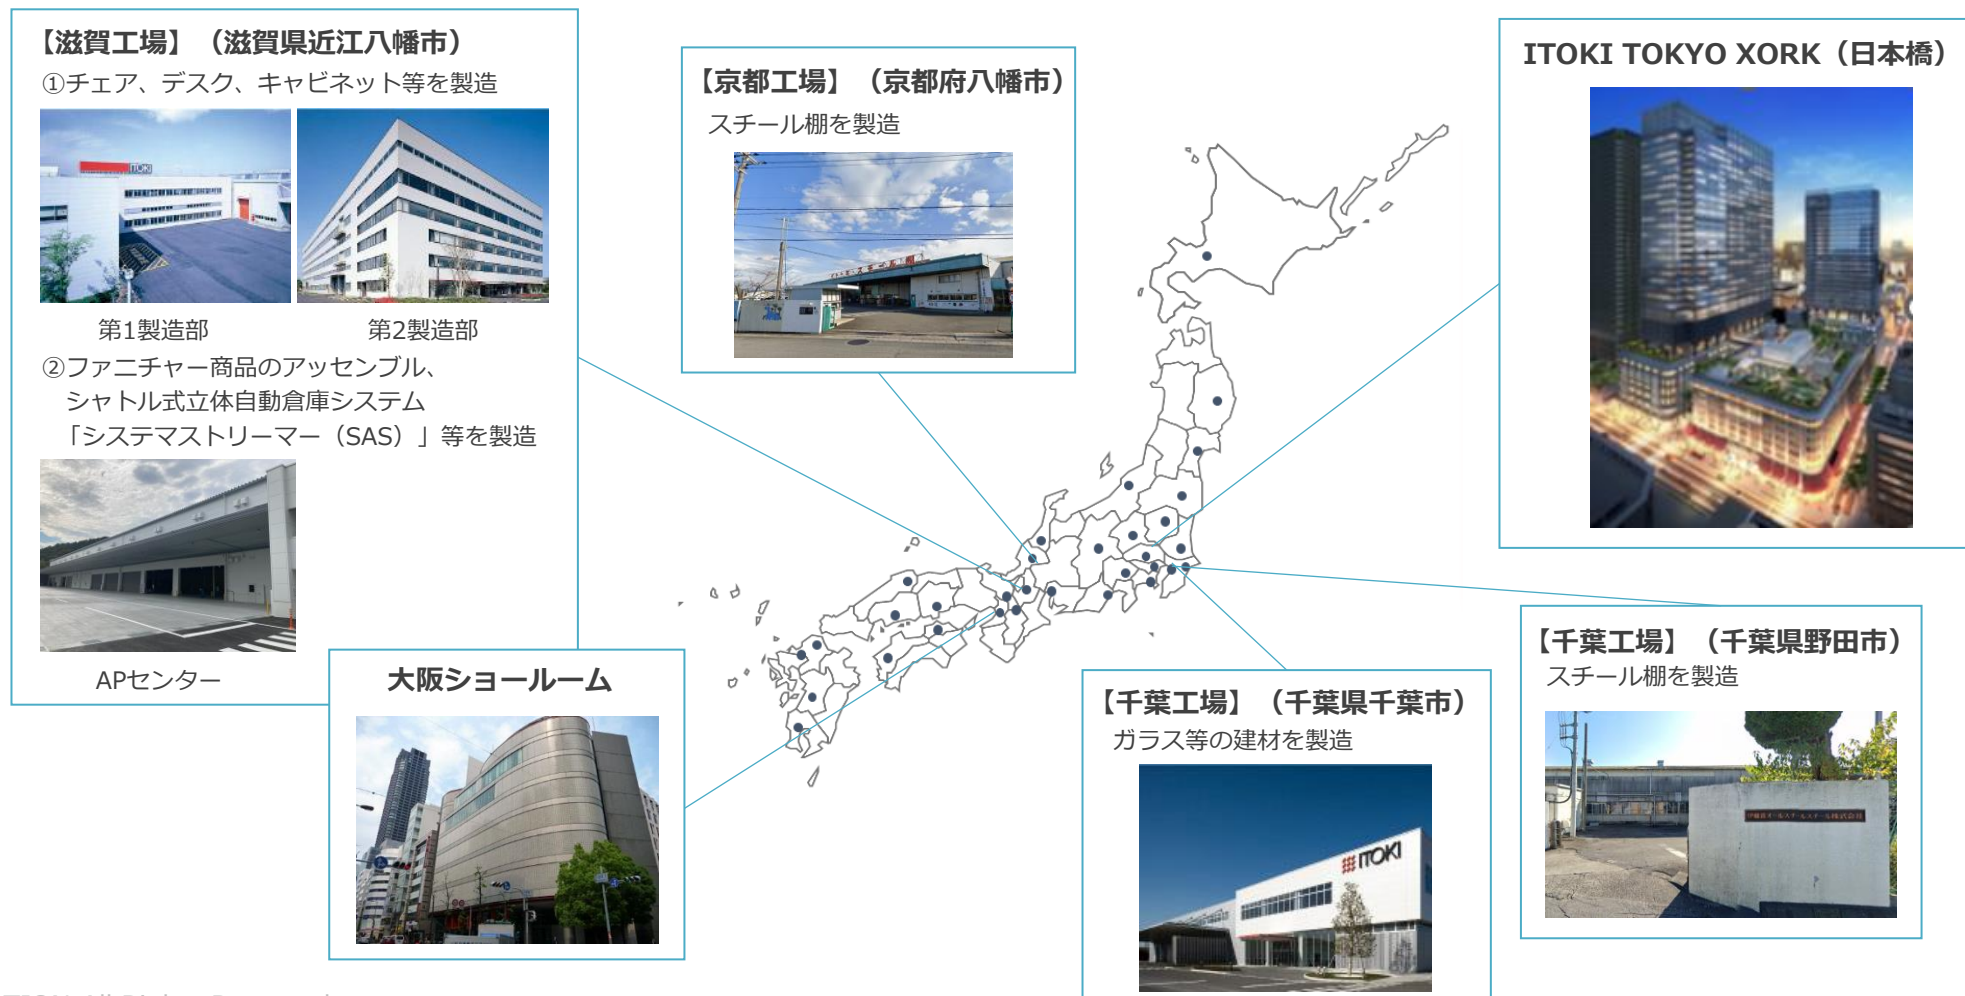 【滋賀工場】（滋賀県近江八幡市）
①チェア、デスク、キャビネット等を製造
ITOKI
第1製造部
第2製造部
②ファニチャー商品のアッセンブル、
シャトル式立体自動倉庫システム
「システマストリーマー（SAS）」等を製造
APセンター
【京都工場】（京都府八幡市）
スチール棚を製造
ITOKI TOKYO XORK（日本橋）
大阪ショールーム
【千葉工場】（千葉県千葉市）
ガラス等の建材を製造
ITOKI
【千葉工場】（千葉県野田市）
スチール棚を製造